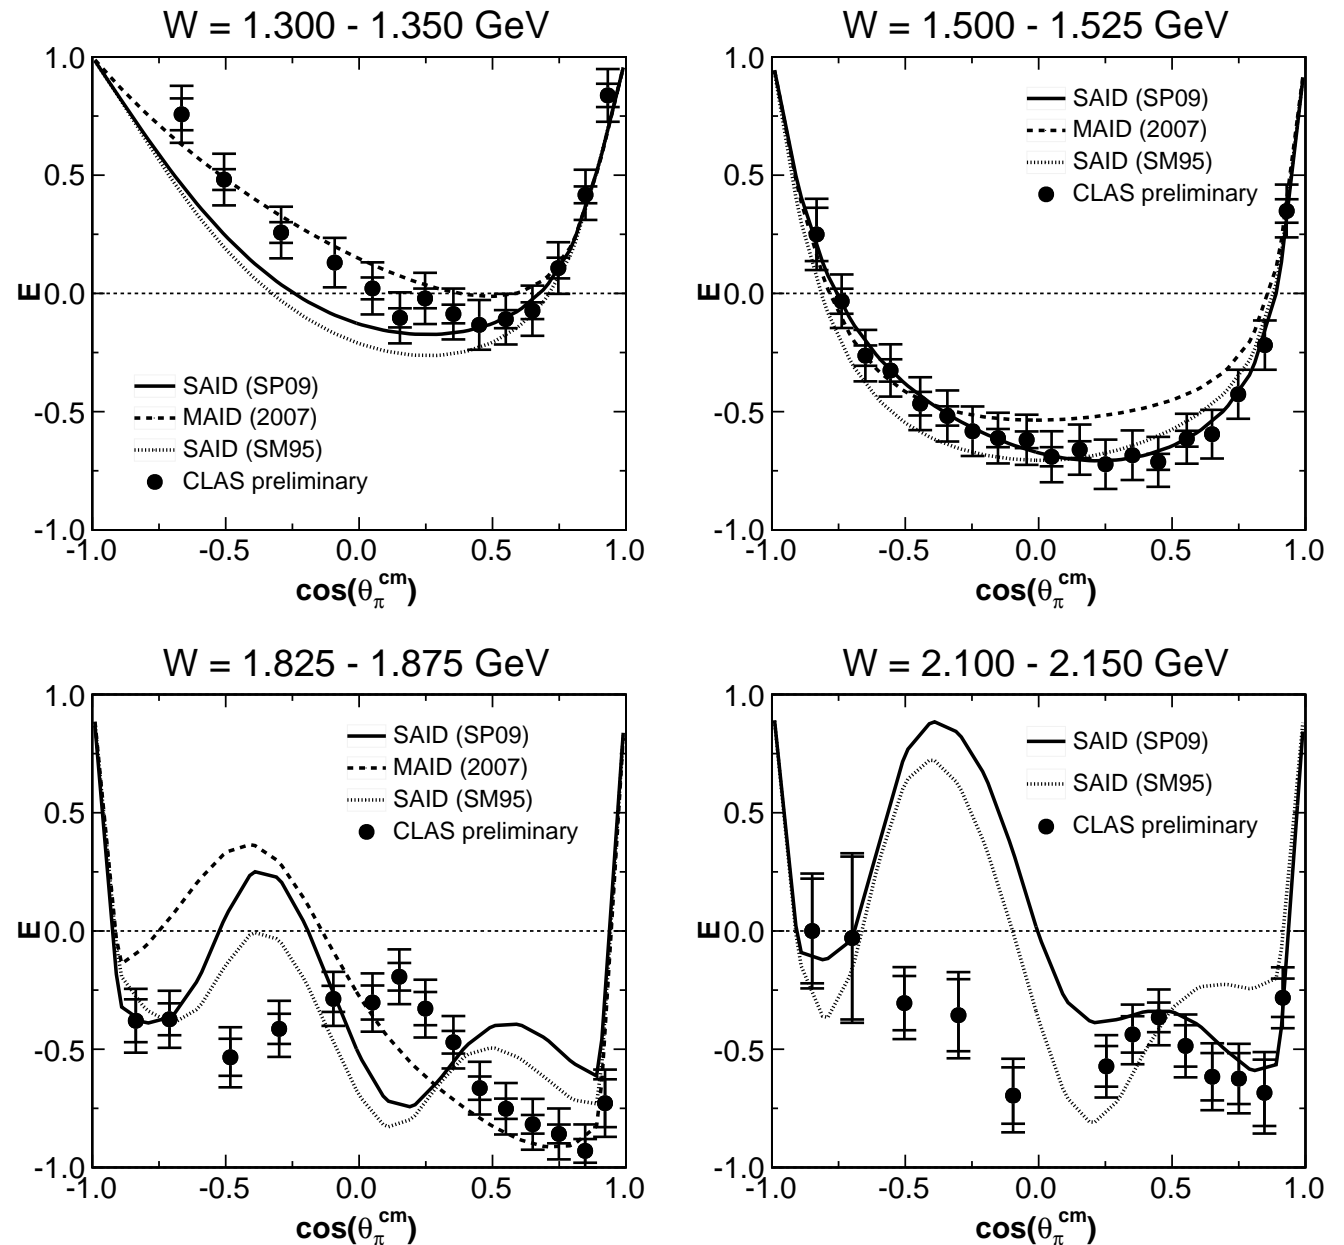 W = 1.300 - 1.350 GeV
1.0
0.5
0.0
-0.5
-1.0
E
SAID (SP09)
MAID (2007)
SAID (SM95)
CLAS preliminary
-1.0 -0.5 0.0 0.5 1.0
cos(θπcm)
W = 1.500 - 1.525 GeV
1.0
0.5
0.0
-0.5
-1.0
E
SAID (SP09)
MAID (2007)
SAID (SM95)
CLAS preliminary
-1.0 -0.5 0.0 0.5 1.0
cos(θπcm)
W = 1.825 - 1.875 GeV
1.0
0.5
0.0
-0.5
-1.0
E
SAID (SP09)
MAID (2007)
SAID (SM95)
CLAS preliminary
-1.0 -0.5 0.0 0.5 1.0
cos(θπcm)
W = 2.100 - 2.150 GeV
1.0
0.5
0.0
-0.5
-1.0
E
SAID (SP09)
SAID (SM95)
CLAS preliminary
-1.0 -0.5 0.0 0.5 1.0
cos(θπcm)